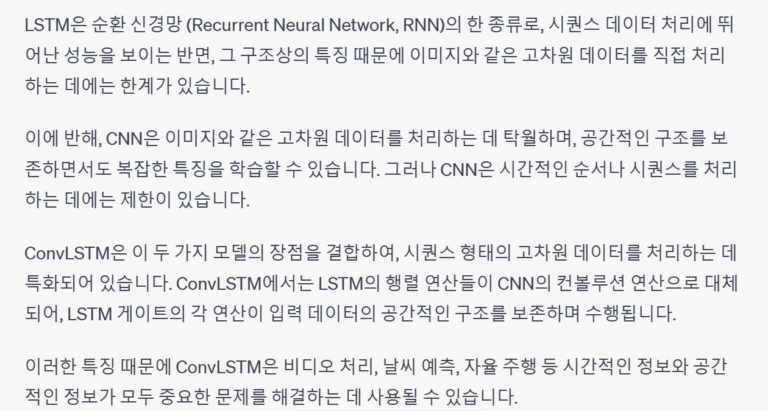 LSTM은 순환 신경망 (Recurrent Neural Network, RNN)의 한 종류로, 시퀀스 데이터 처리에 뛰
어난 성능을 보이는 반면, 그 구조상의 특징 때문에 이미지와 같은 고차원 데이터를 직접 처리
하는 데에는 한계가 있습니다.
이에 반해, CNN은 이미지와 같은 고차원 데이터를 처리하는 데 탁월하며, 공간적인 구조를 보
존하면서도 복잡한 특징을 학습할 수 있습니다. 그러나 CNN은 시간적인 순서나 시퀀스를 처리
하는 데에는 제한이 있습니다.
ConvLSTM은 이 두 가지 모델의 장점을 결합하여, 시퀀스 형태의 고차원 데이터를 처리하는 데
특화되어 있습니다. ConvLSTM에서는 LSTM의 행렬 연산들이 CNN의 컨볼루션 연산으로 대체
되어, LSTM 게이트의 각 연산이 입력 데이터의 공간적인 구조를 보존하며 수행됩니다.
이러한 특징 때문에 ConvLSTM은 비디오 처리, 날씨 예측, 자율 주행 등 시간적인 정보와 공간
적인 정보가 모두 중요한 문제를 해결하는 데 사용될 수 있습니다.